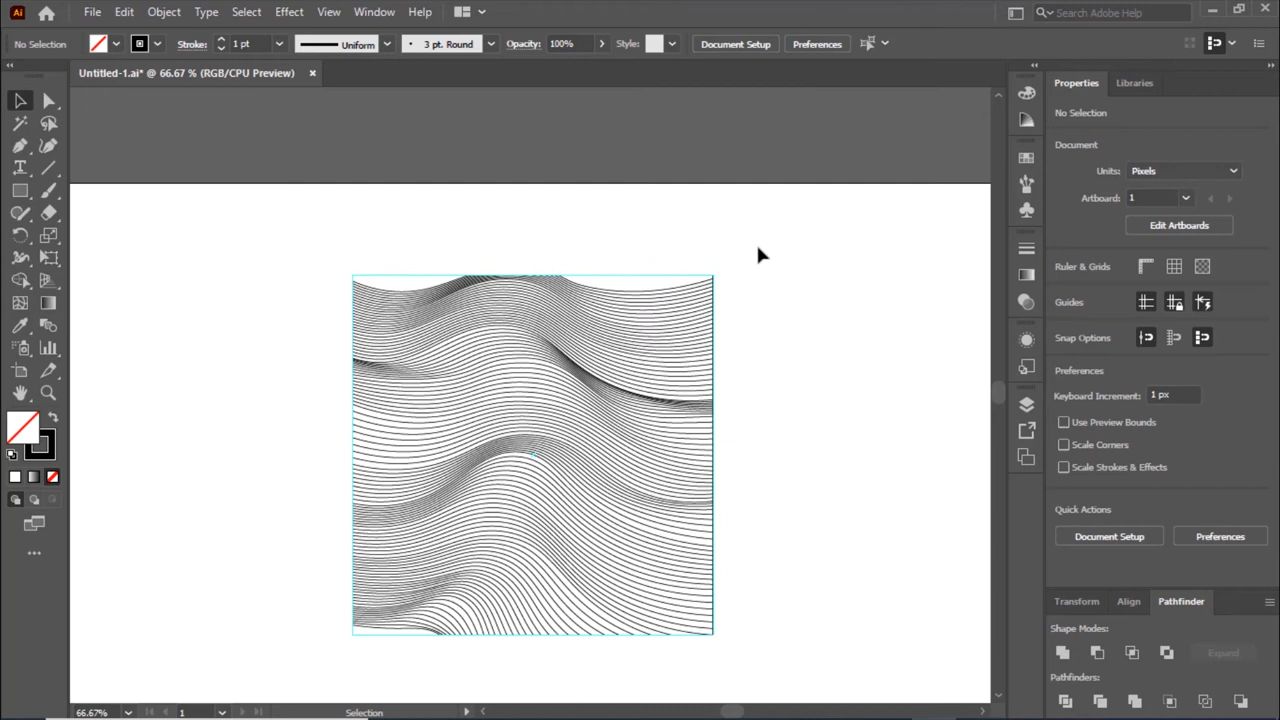 Ai File Edit Object Type Select Effect View Window Help Search Adobe Help
No Selection Stroke: 1 pt Uniform 3 pt. Round Opacity: 100% Style: Document Setup Preferences
Untitled-1.ai* @ 66.67 % (RGB/CPU Preview)
Properties Libraries
No Selection
Document
Units: Pixels
Artboard: 1
Edit Artboards
Ruler & Grids
Guides
Snap Options
Preferences
Keyboard Increment: 1 px
Use Preview Bounds
Scale Corners
Scale Strokes & Effects
Quick Actions
Document Setup Preferences
Transform Align Pathfinder
Shape Modes:
Expand
Pathfinders:
66.67% 1 Selection